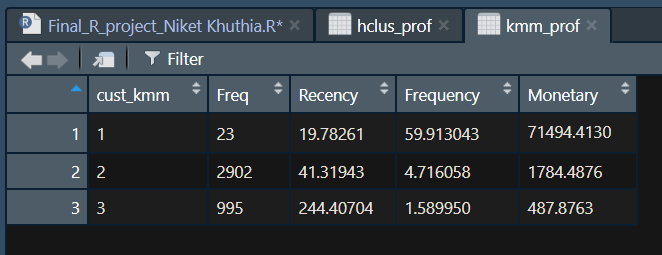 Final_R_project_Niket Khuthia.R* hclus_prof kmm_prof
Filter
cust_kmm Freq Recency Frequency Monetary
1 1 23 19.78261 59.913043 71494.4130
2 2 2902 41.31943 4.716058 1784.4876
3 3 995 244.40704 1.589950 487.8763